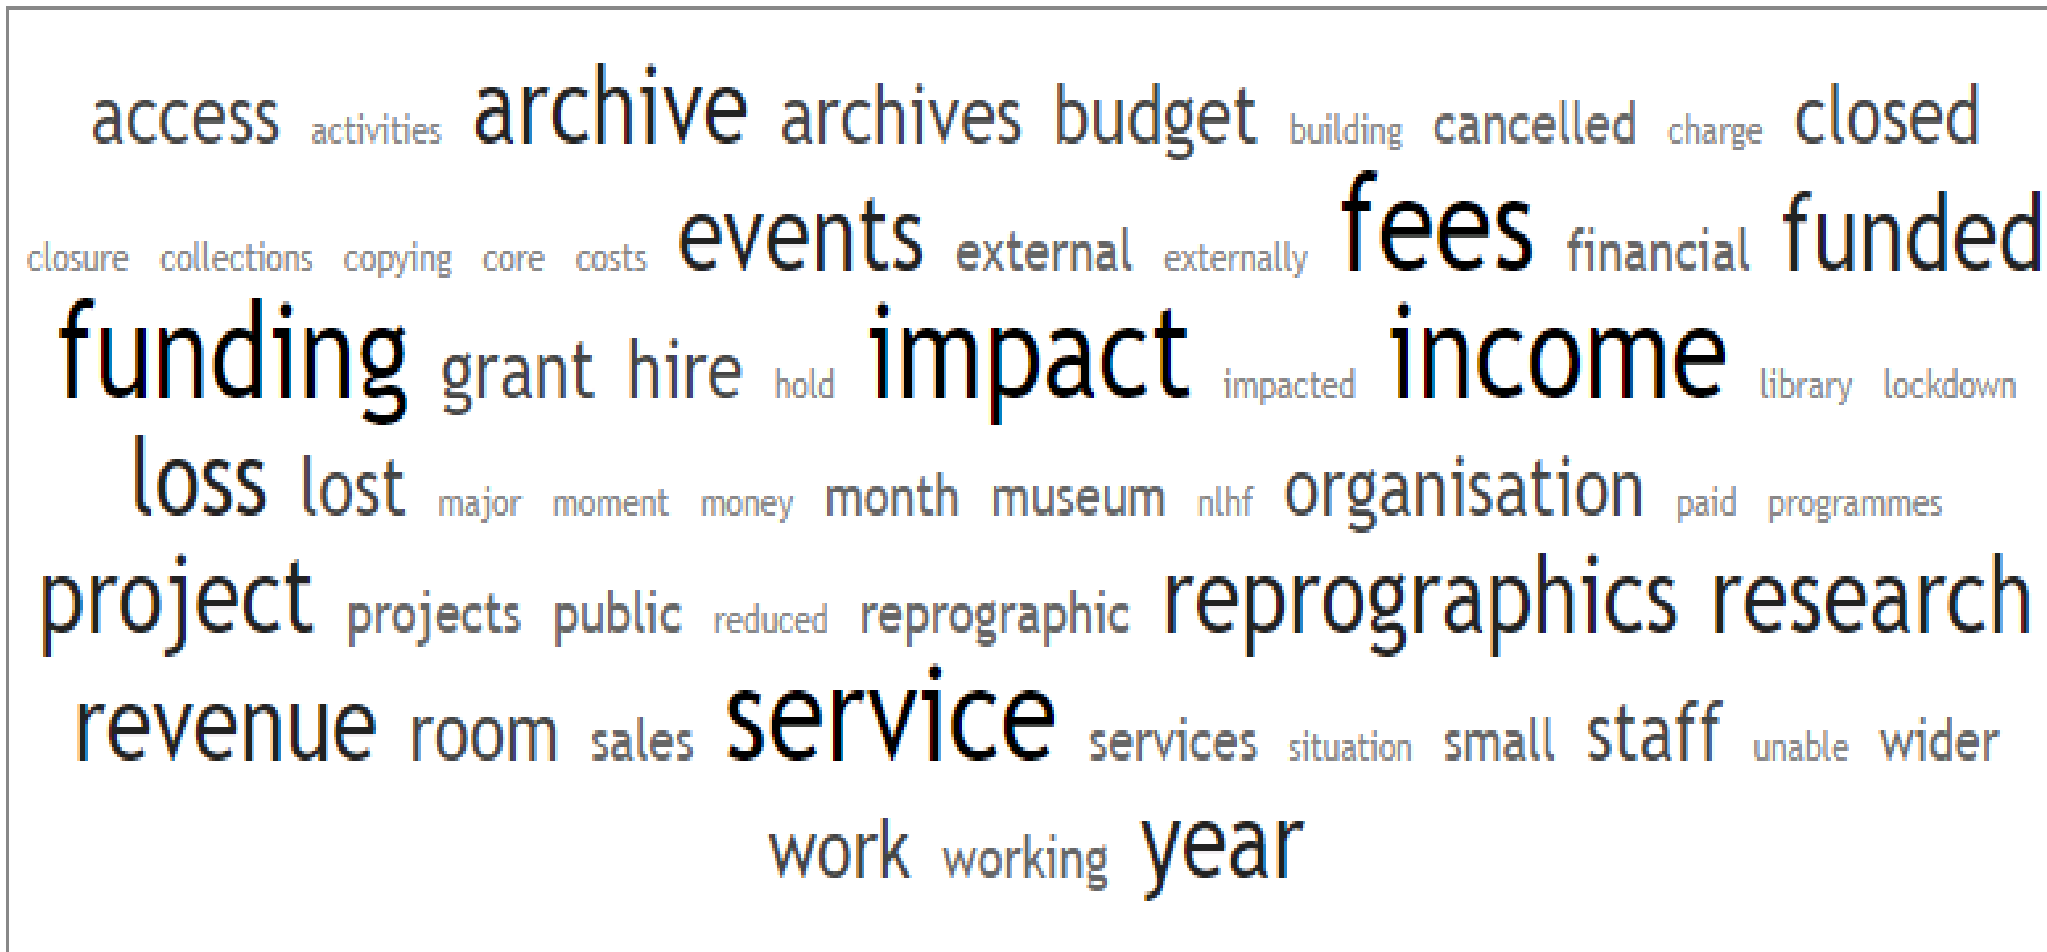 access activities archive archives budget building cancelled charge closed
closure collections copying core costs events external externally fees financial funded
funding grant hire hold impact impacted income library lockdown
loss lost major moment money month museum nlhf organisation paid programmes
project projects public reduced reprographic reprographics research
revenue room sales service services situation small staff unable wider
work working year